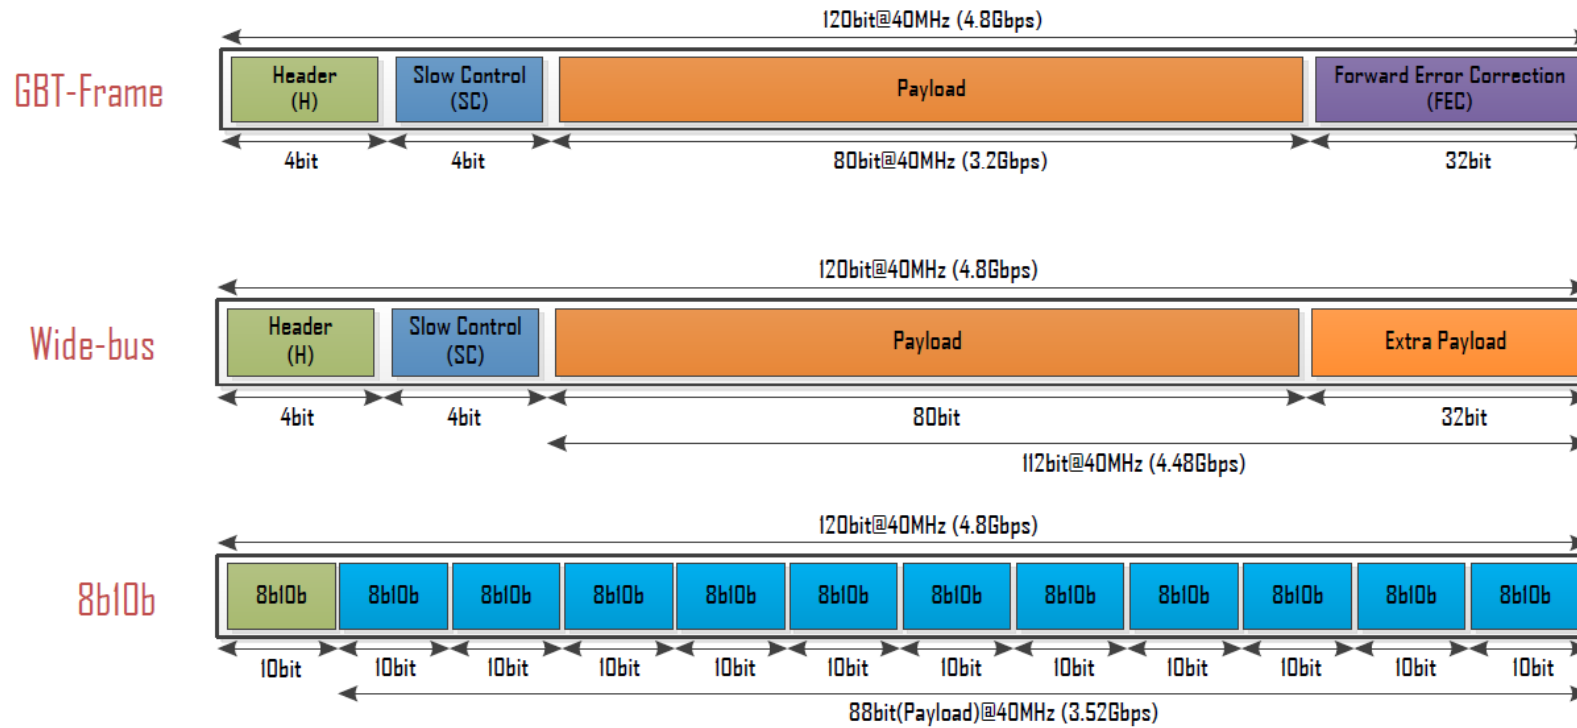 120bit@40MHz (4.8Gbps)
GBT-Frame
Header
(H)
Slow Control
(SC)
Payload
Forward Error Correction
(FEC)
4bit
4bit
80bit@40MHz (3.2Gbps)
32bit
120bit@40MHz (4.8Gbps)
Wide-bus
Header
(H)
Slow Control
(SC)
Payload
Extra Payload
4bit
4bit
80bit
32bit
112bit@40MHz (4.48Gbps)
120bit@40MHz (4.8Gbps)
8b10b
8b10b
8b10b
8b10b
8b10b
8b10b
8b10b
8b10b
8b10b
8b10b
8b10b
8b10b
8b10b
10bit
10bit
10bit
10bit
10bit
10bit
10bit
10bit
10bit
10bit
10bit
10bit
88bit(Payload)@40MHz (3.52Gbps)